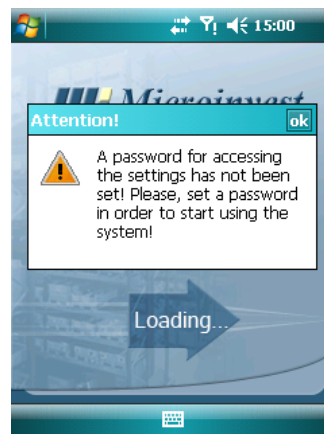 15:00
Microinvest
Attention!
ok
A password for accessing
the settings has not been
set! Please, set a password
in order to start using the
system!
Loading...